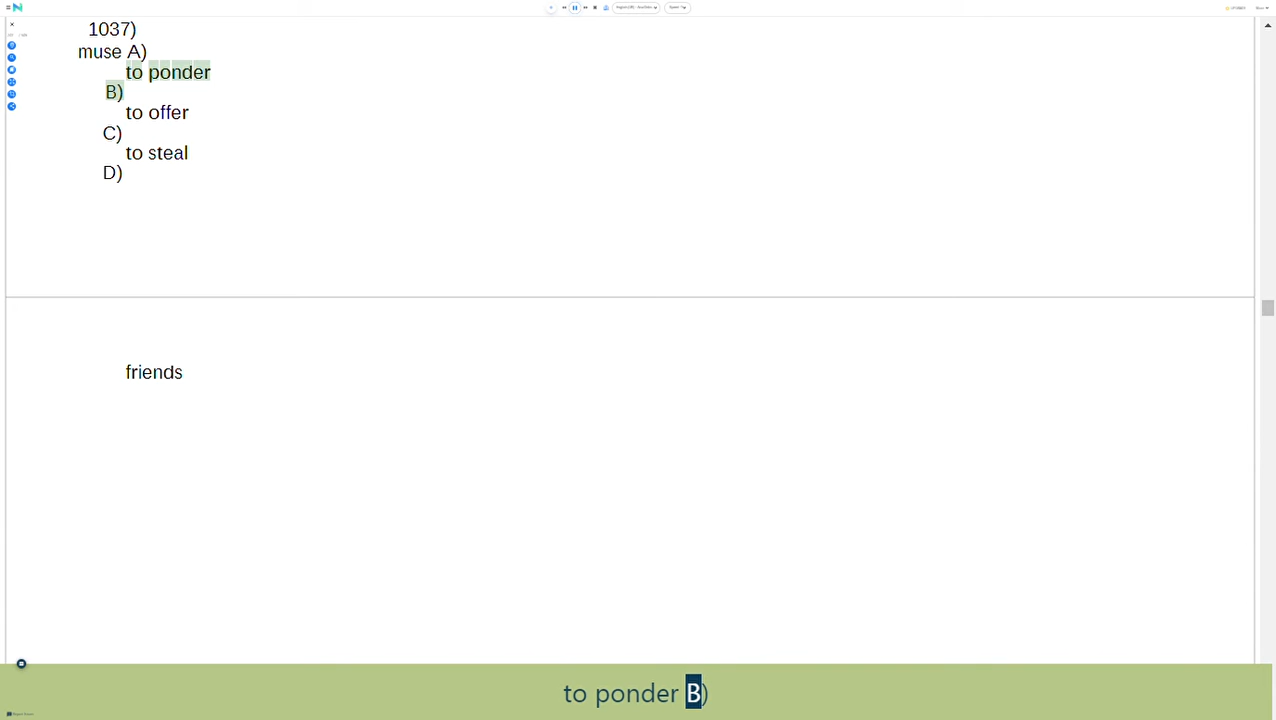 1037)
muse A)
to ponder
B)
to offer
C)
to steal
D)
friends
to ponder B)